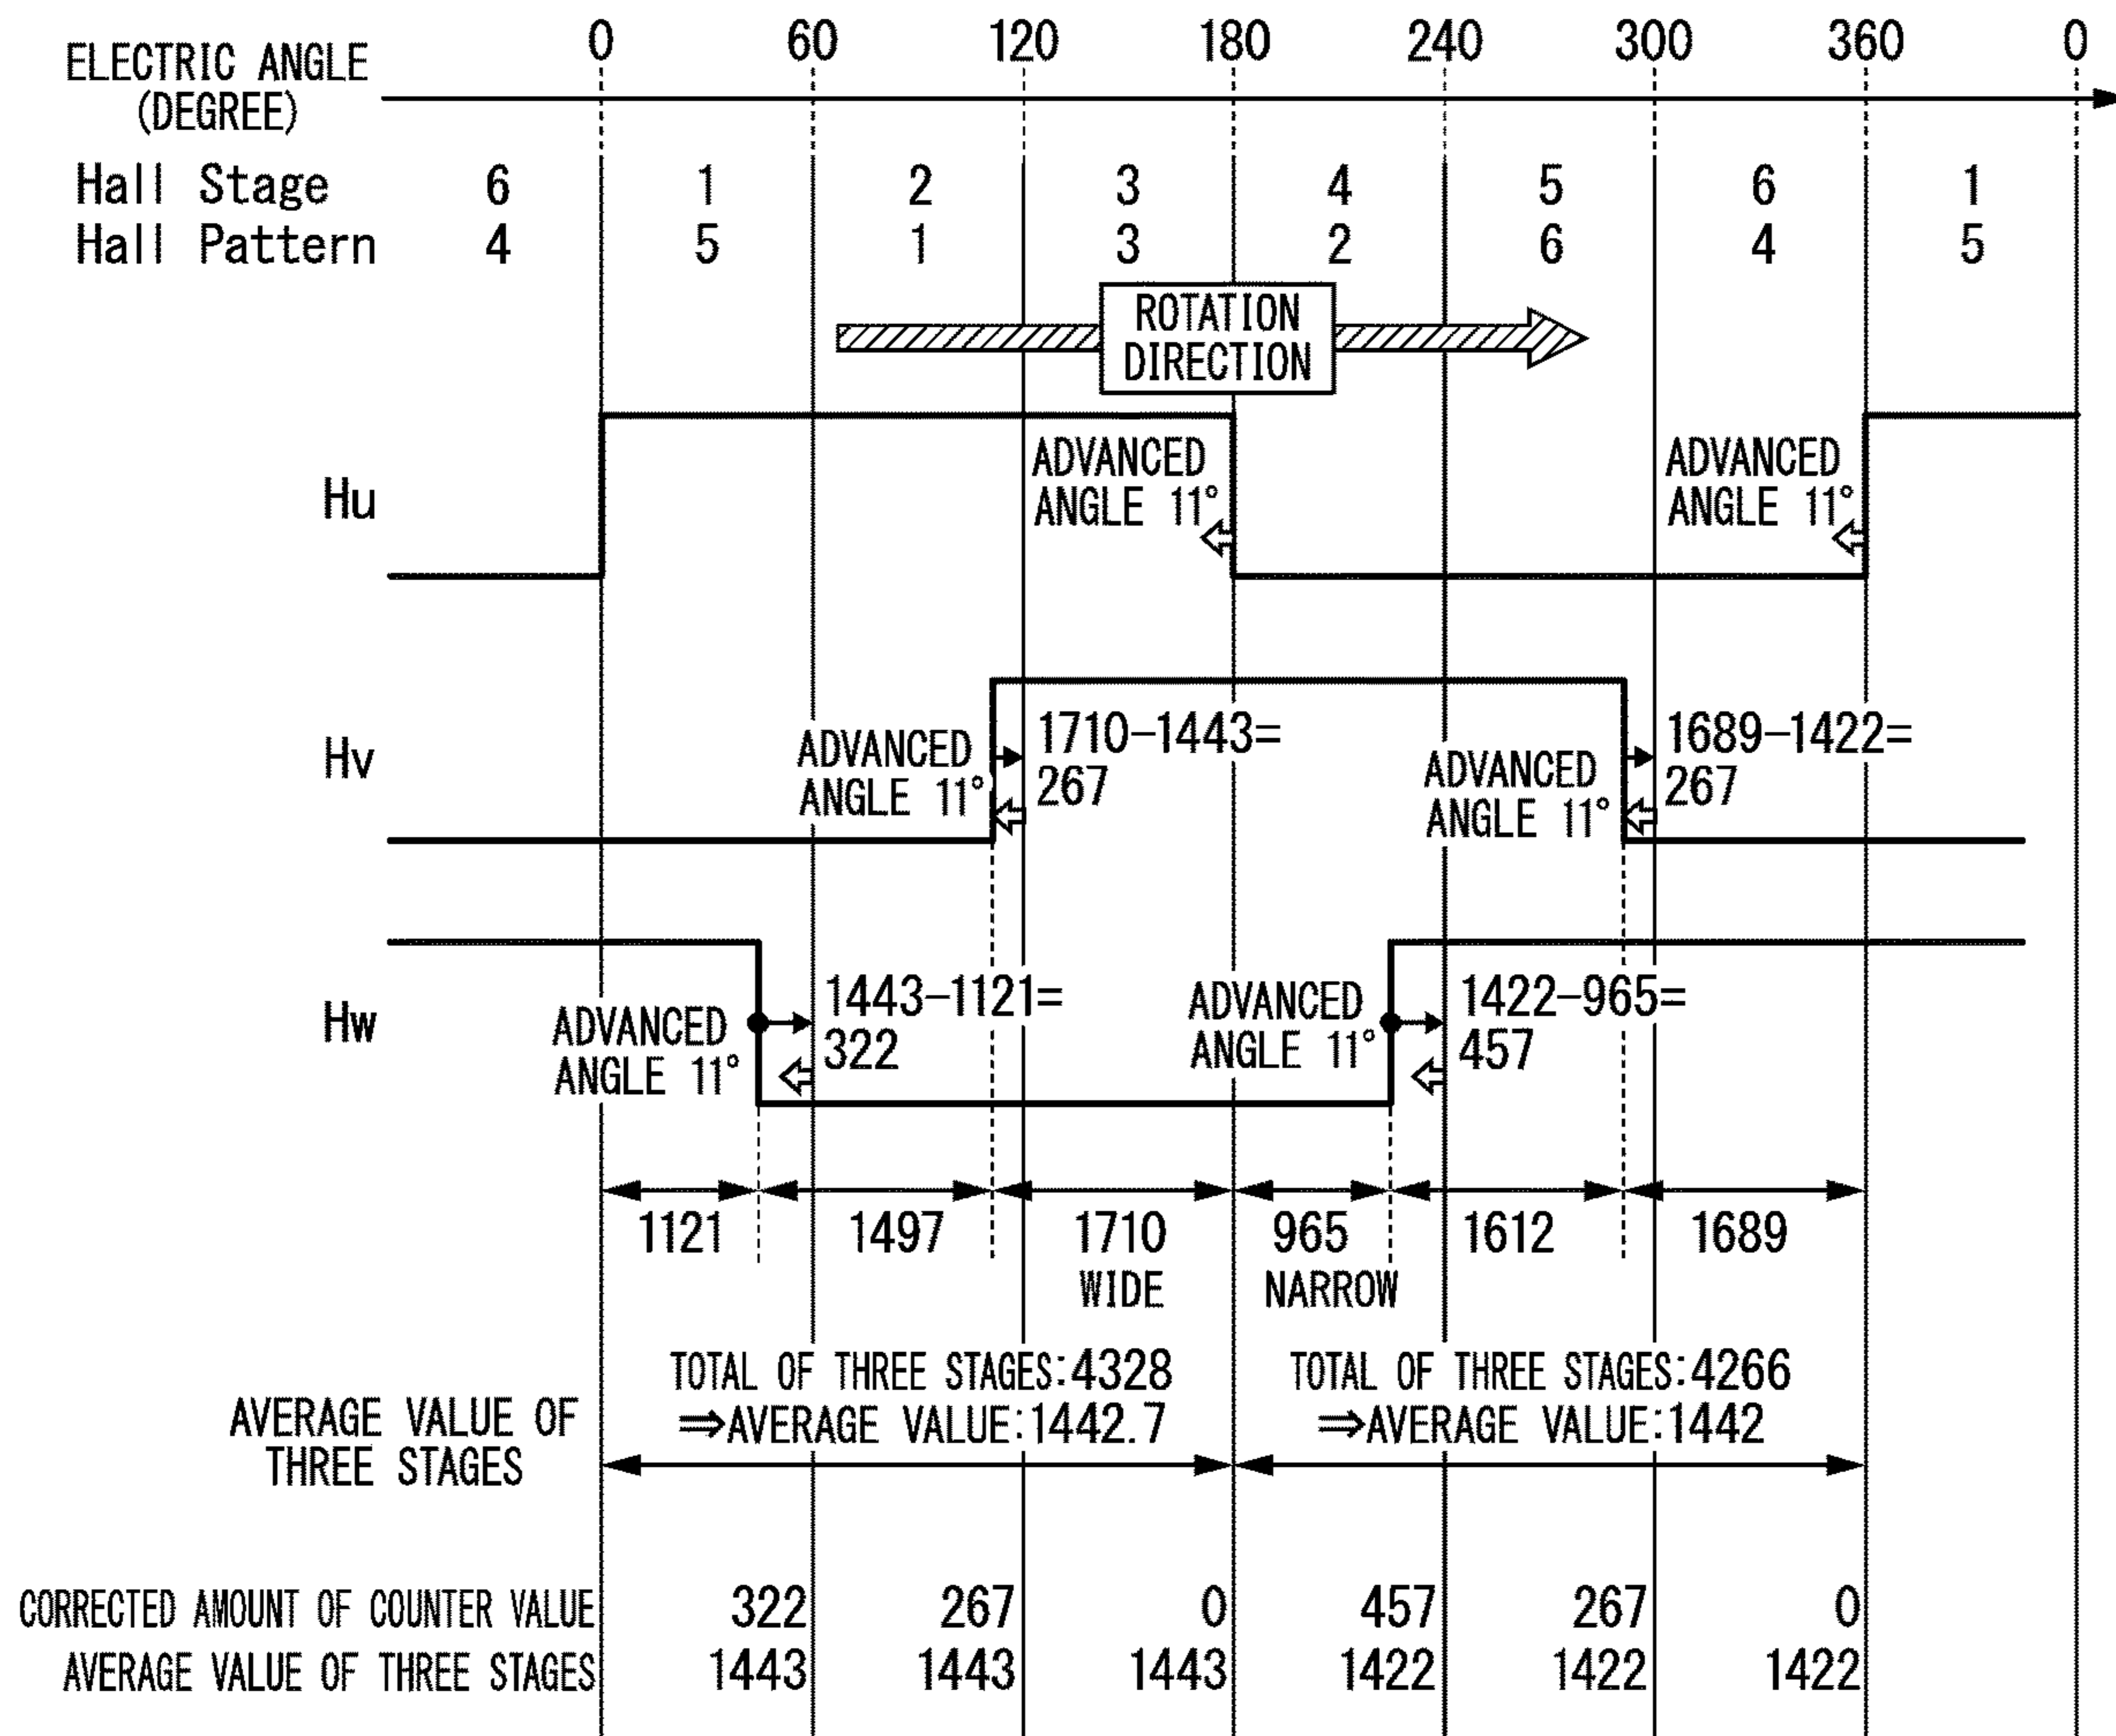 0 60 120 180 240 300 360 0
ELECTRIC ANGLE
(DEGREE)
Hall Stage 6 1 2 3 4 5 6 1
Hall Pattern 4 5 1 3 2 6 4 5
ROTATION
DIRECTION
Hu
ADVANCED
ANGLE 11°
ADVANCED
ANGLE 11°
Hv
ADVANCED
ANGLE 11°
1710-1443=
267
ADVANCED
ANGLE 11°
1689-1422=
267
Hw
ADVANCED
ANGLE 11°
1443-1121=
322
ADVANCED
ANGLE 11°
1422-965=
457
1121 1497 1710 965 1612 1689
WIDE NARROW
TOTAL OF THREE STAGES:4328
⇒AVERAGE VALUE:1442.7
TOTAL OF THREE STAGES:4266
⇒AVERAGE VALUE:1442
AVERAGE VALUE OF
THREE STAGES
CORRECTED AMOUNT OF COUNTER VALUE 322 267 0 457 267 0
AVERAGE VALUE OF THREE STAGES 1443 1443 1443 1422 1422 1422